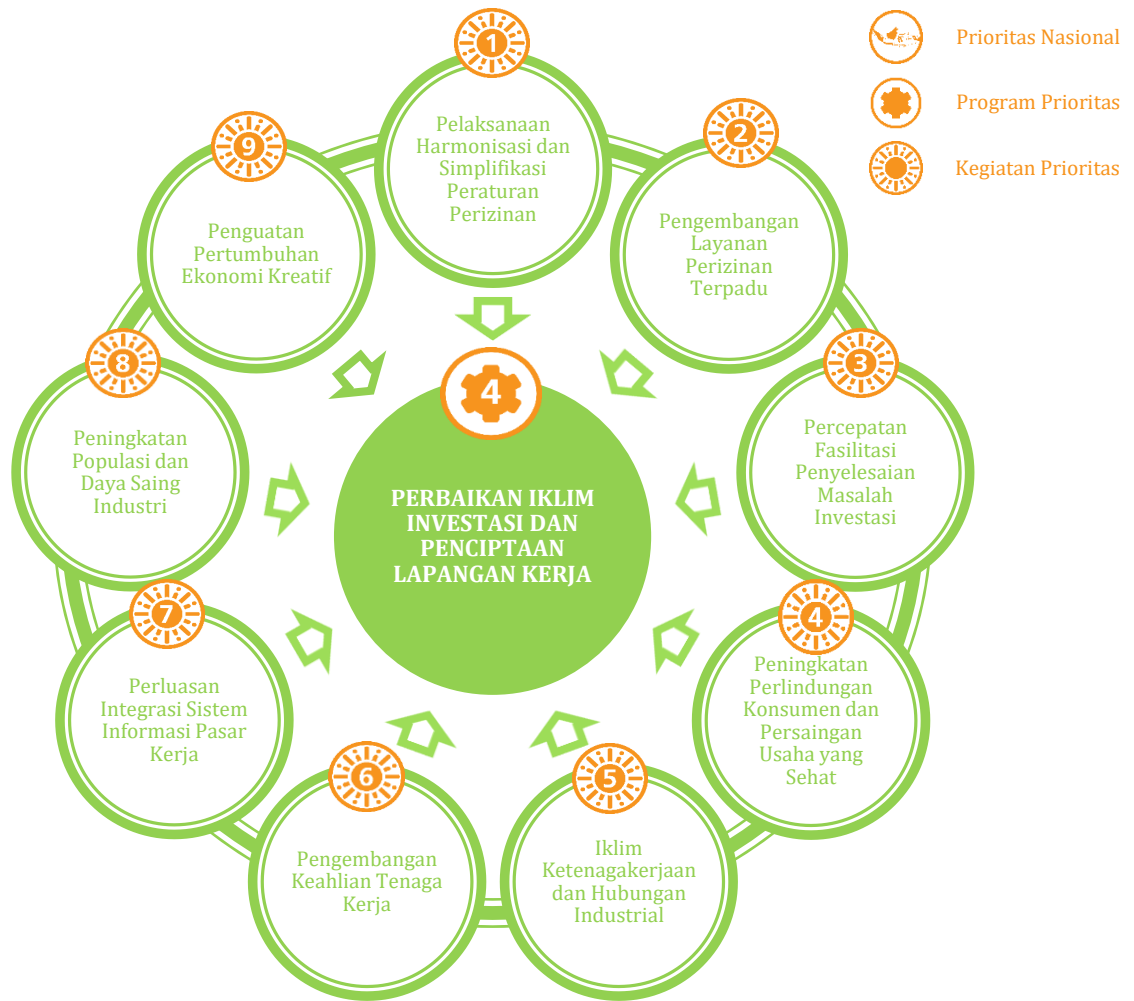 Prioritas Nasional
Program Prioritas
Kegiatan Prioritas
1
Pelaksanaan
Harmonisasi dan
Simplifikasi
Peraturan
Perizinan
2
Pengembangan
Layanan
Perizinan
Terpadu
3
Percepatan
Fasilitasi
Penyelesaian
Masalah
Investasi
4
Peningkatan
Perlindungan
Konsumen dan
Persaingan
Usaha yang
Sehat
5
Iklim
Ketenagakerjaan
dan Hubungan
Industrial
6
Pengembangan
Keahlian Tenaga
Kerja
7
Perluasan
Integrasi Sistem
Informasi Pasar
Kerja
8
Peningkatan
Populasi dan
Daya Saing
Industri
9
Penguatan
Pertumbuhan
Ekonomi Kreatif
4
PERBAIKAN IKLIM
INVESTASI DAN
PENCIPTAAN
LAPANGAN KERJA